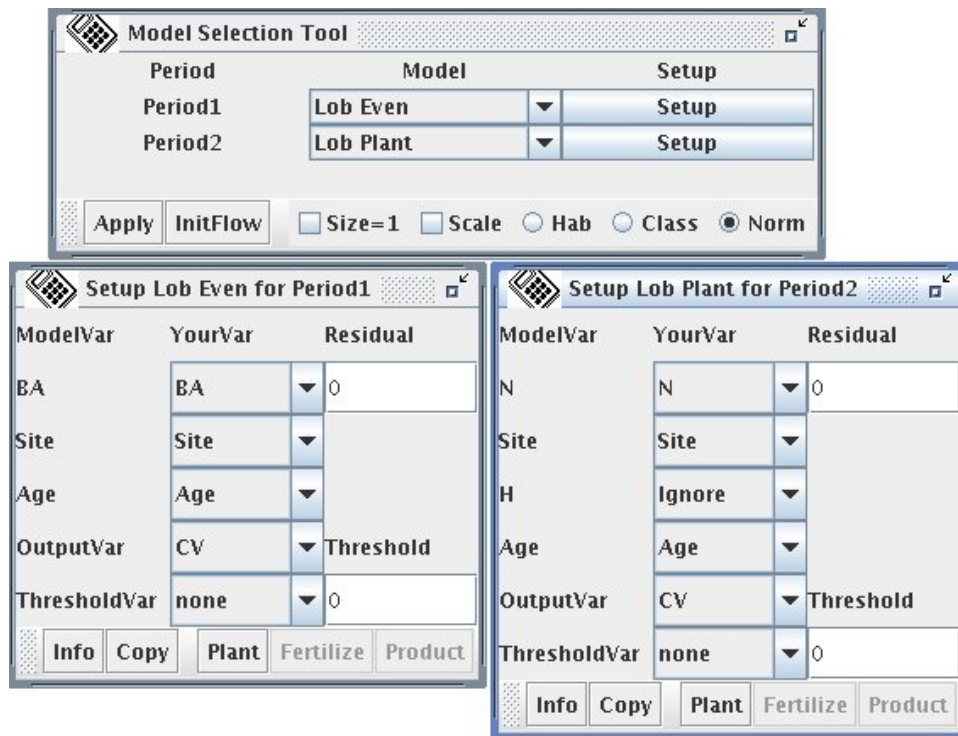 Model Selection Tool
Period Model Setup
Period1 Lob Even Setup
Period2 Lob Plant Setup
Apply InitFlow Size=1 Scale Hab Class Norm
Setup Lob Even for Period1
ModelVar YourVar Residual
BA BA 0
Site Site
Age Age
OutputVar CV Threshold
ThresholdVar none 0
Info Copy Plant Fertilize Product
Setup Lob Plant for Period2
ModelVar YourVar Residual
N N 0
Site Site
H Ignore
Age Age
OutputVar CV Threshold
ThresholdVar none 0
Info Copy Plant Fertilize Product